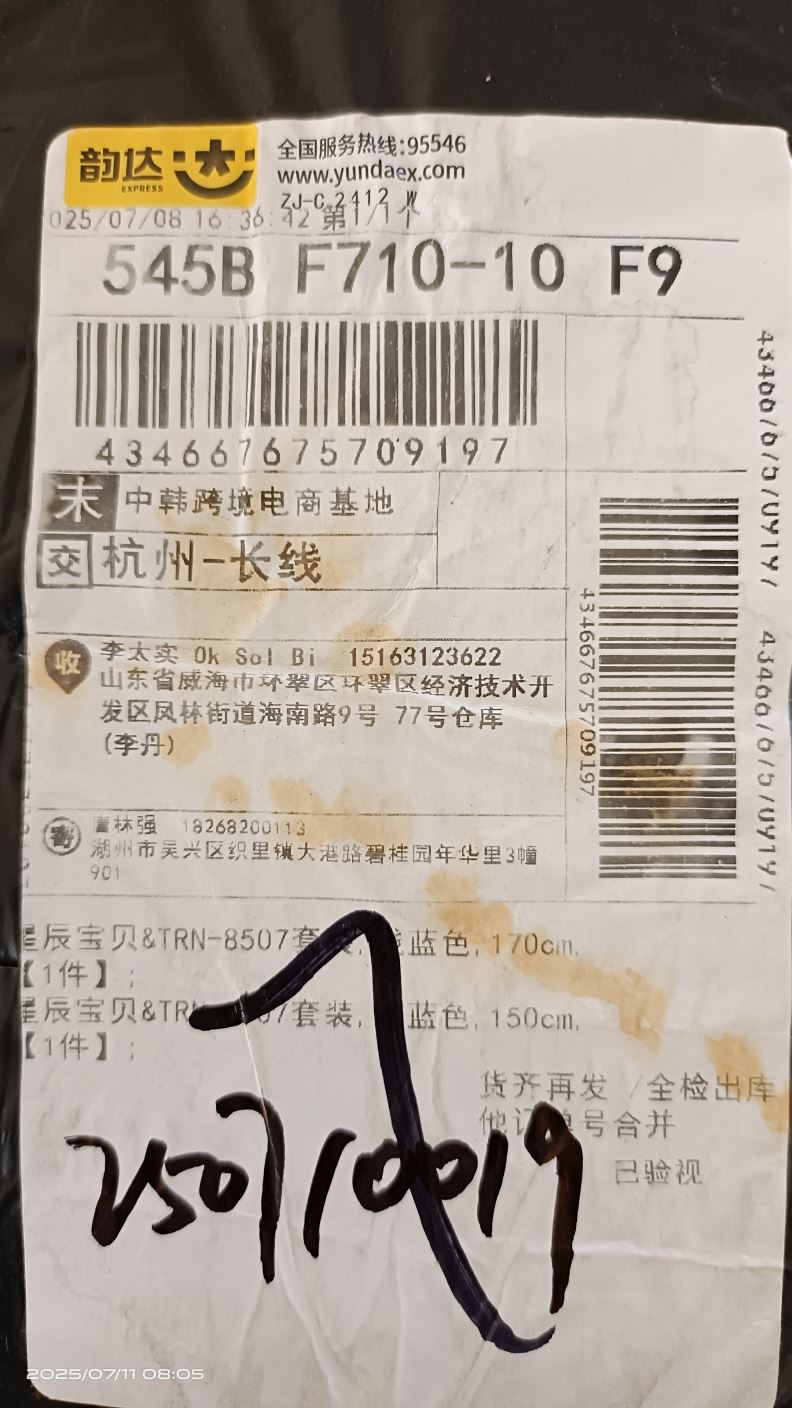 韵达
EXPRESS
全国服务热线:95546
www.yundaex.com
ZJ-C 2412 W
025/07/08 16:36:42 第1/1个
545B F710-10 F9
434667675709197
末 中韩跨境电商基地
交 杭州-长线
434667675709197
收 李太实 Ok Sol Bi 15163123622
山东省威海市环翠区环翠区经济技术开
发区凤林街道海南路9号 77号仓库
(李丹)
寄 林强 18268200113
湖州市吴兴区织里镇大港路碧桂园年华里3幢
901
星辰宝贝&TRN-8507套装, 蓝色, 170cm,
【1件】;
星辰宝贝&TRN 07套装, 蓝色, 150cm,
【1件】;
货齐再发 /全检出库
他 单号合并
已验视
250710019
2025/07/11 08:05